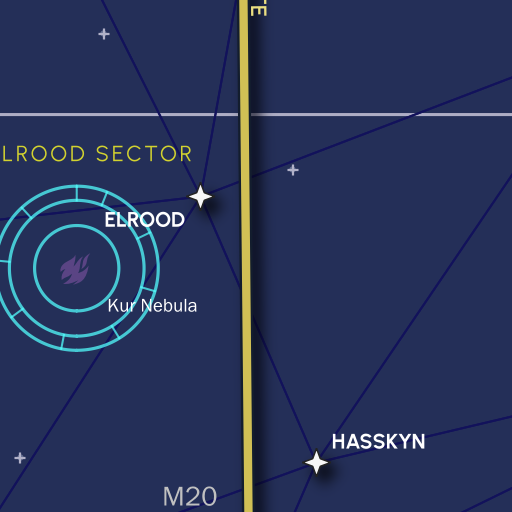 E
LROOD SECTOR
ELROOD
Kur Nebula
HASSKYN
M20